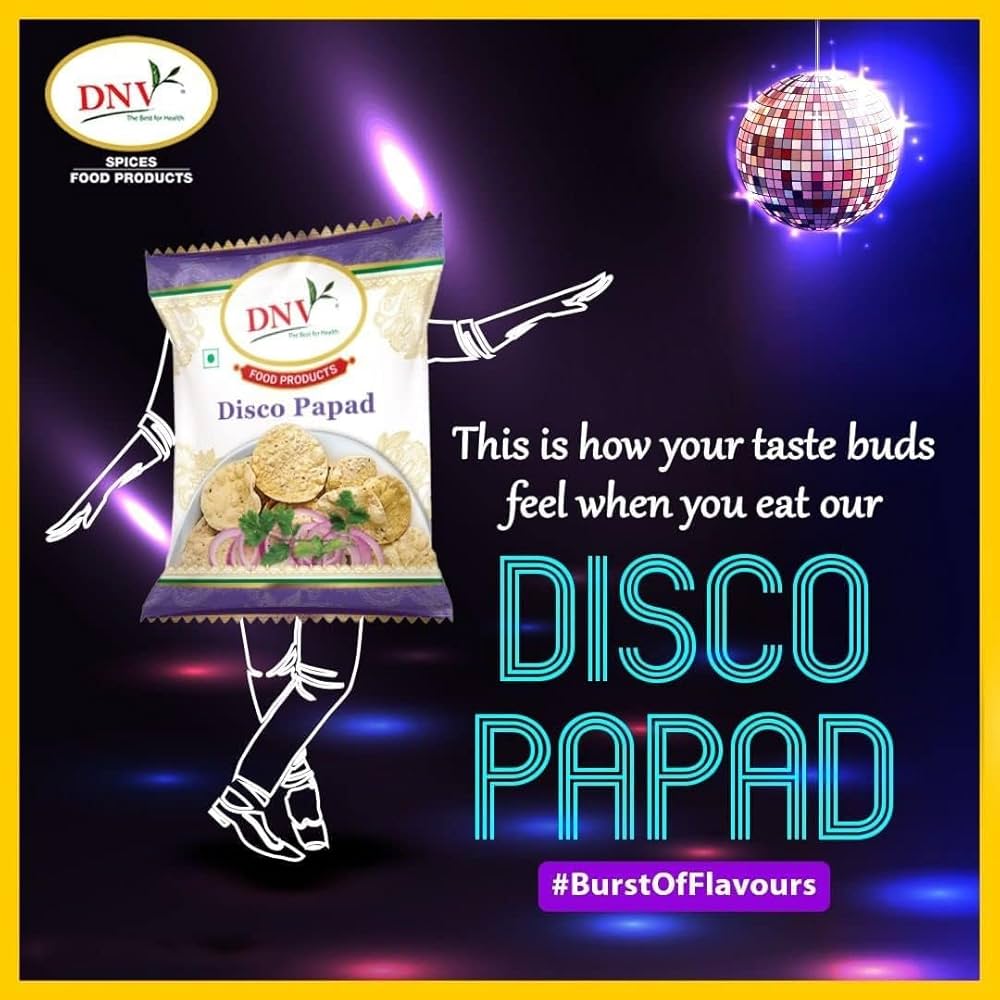 DNV
The Best for Health
SPICES
FOOD PRODUCTS
DNV
The Best for Health
FOOD PRODUCTS
Disco Papad
This is how your taste buds
feel when you eat our
DISCO
PAPAD
#BurstOfFlavours